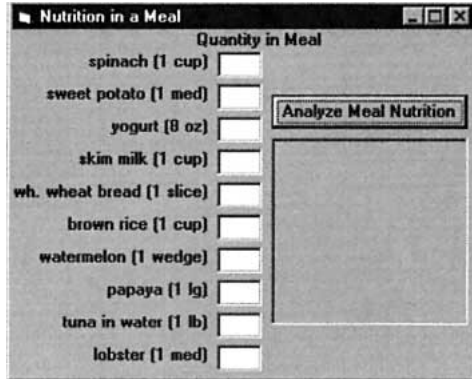 Nutrition in a Meal
Quantity in Meal
spinach (1 cup)
sweet potato (1 med)
yogurt (8 oz)
skim milk (1 cup)
wh. wheat bread (1 slice)
brown rice (1 cup)
watermelon (1 wedge)
papaya (1 lg)
tuna in water (1 lb)
lobster (1 med)
Analyze Meal Nutrition